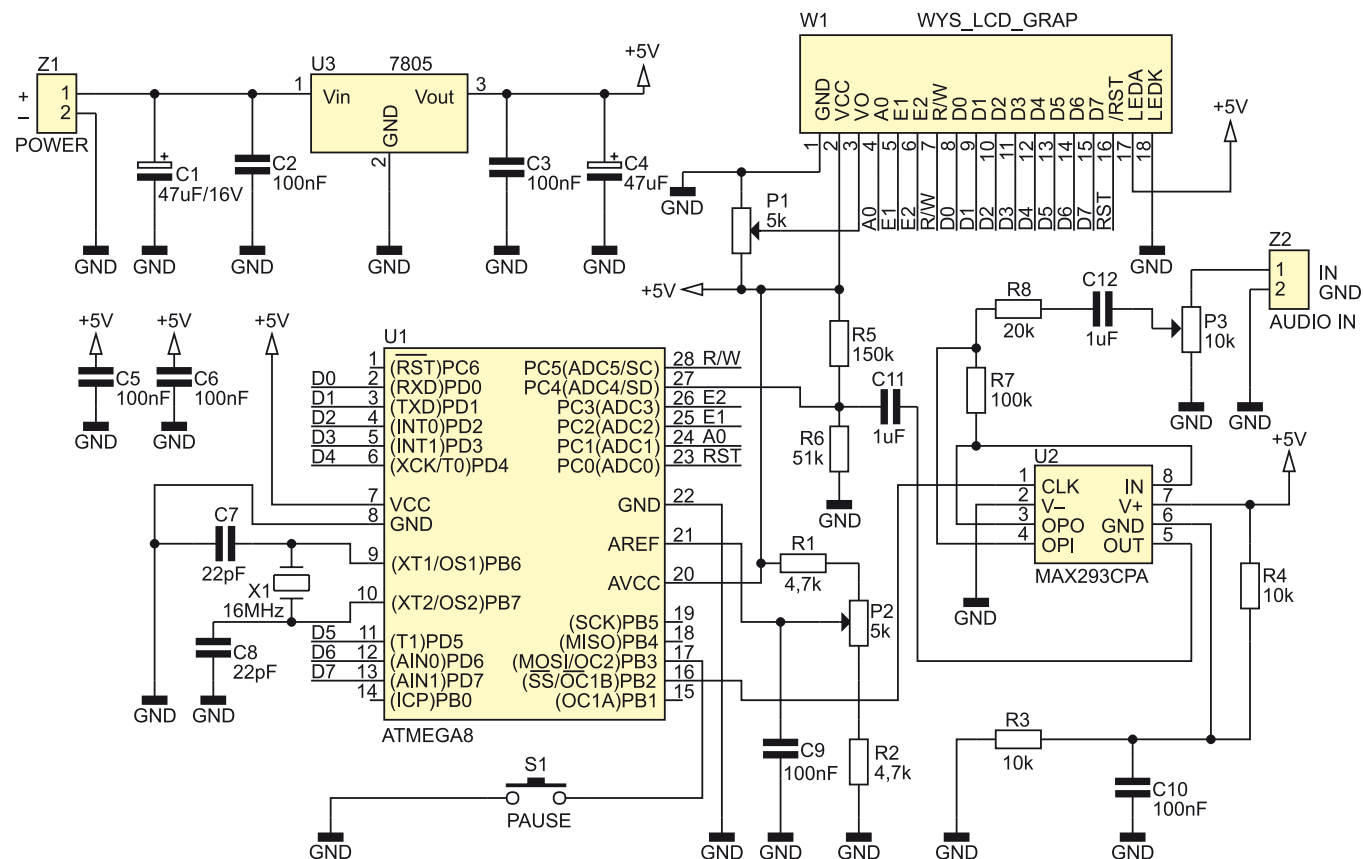 W1 WYS_LCD_GRAP
GND
VCC
VO
A0
E1
E2
R/W
D0
D1
D2
D3
D4
D5
D6
D7
/RST
LEDA
LEDK
1 2 3 4 5 6 7 8 9 10 11 12 13 14 15 16 17 18
A0
E1
E2
R/W
D0
D1
D2
D3
D4
D5
D6
D7
RST
+5V
GND
P1
5k
GND
+5V
Z1
+ 1
– 2
POWER
U3 7805
1 Vin Vout 3
GND
2
+5V
+
C1
47uF/16V
C2
100nF
C3
100nF
+
C4
47uF
GND GND GND GND GND GND
+5V +5V +5V
C5
100nF
C6
100nF
GND GND
U1
1 (RST)PC6
D0 2 (RXD)PD0
D1 3 (TXD)PD1
D2 4 (INT0)PD2
D3 5 (INT1)PD3
D4 6 (XCK/T0)PD4
7 VCC
8 GND
9 (XT1/OS1)PB6
10 (XT2/OS2)PB7
D5 11 (T1)PD5
D6 12 (AIN0)PD6
D7 13 (AIN1)PD7
14 (ICP)PB0
PC5(ADC5/SC) 28 R/W
PC4(ADC4/SD) 27
PC3(ADC3) 26 E2
PC2(ADC2) 25 E1
PC1(ADC1) 24 A0
PC0(ADC0) 23 RST
GND 22
AREF 21
AVCC 20
(SCK)PB5 19
(MISO)PB4 18
(MOSI/OC2)PB3 17
(SS/OC1B)PB2 16
(OC1A)PB1 15
ATMEGA8
C7
22pF
X1
16MHz
C8
22pF
GND GND
S1
PAUSE
GND
GND
R5
150k
R6
51k
GND
C11
1uF
R1
4,7k
P2
5k
C9
100nF
R2
4,7k
GND GND
R8
20k
C12
1uF
P3
10k
R7
100k
Z2
1 IN
2 GND
AUDIO IN
GND GND
U2
1 CLK IN 8
2 V– V+ 7
3 OPO GND 6
4 OPI OUT 5
MAX293CPA
+5V
GND
R4
10k
R3
10k
C10
100nF
GND GND